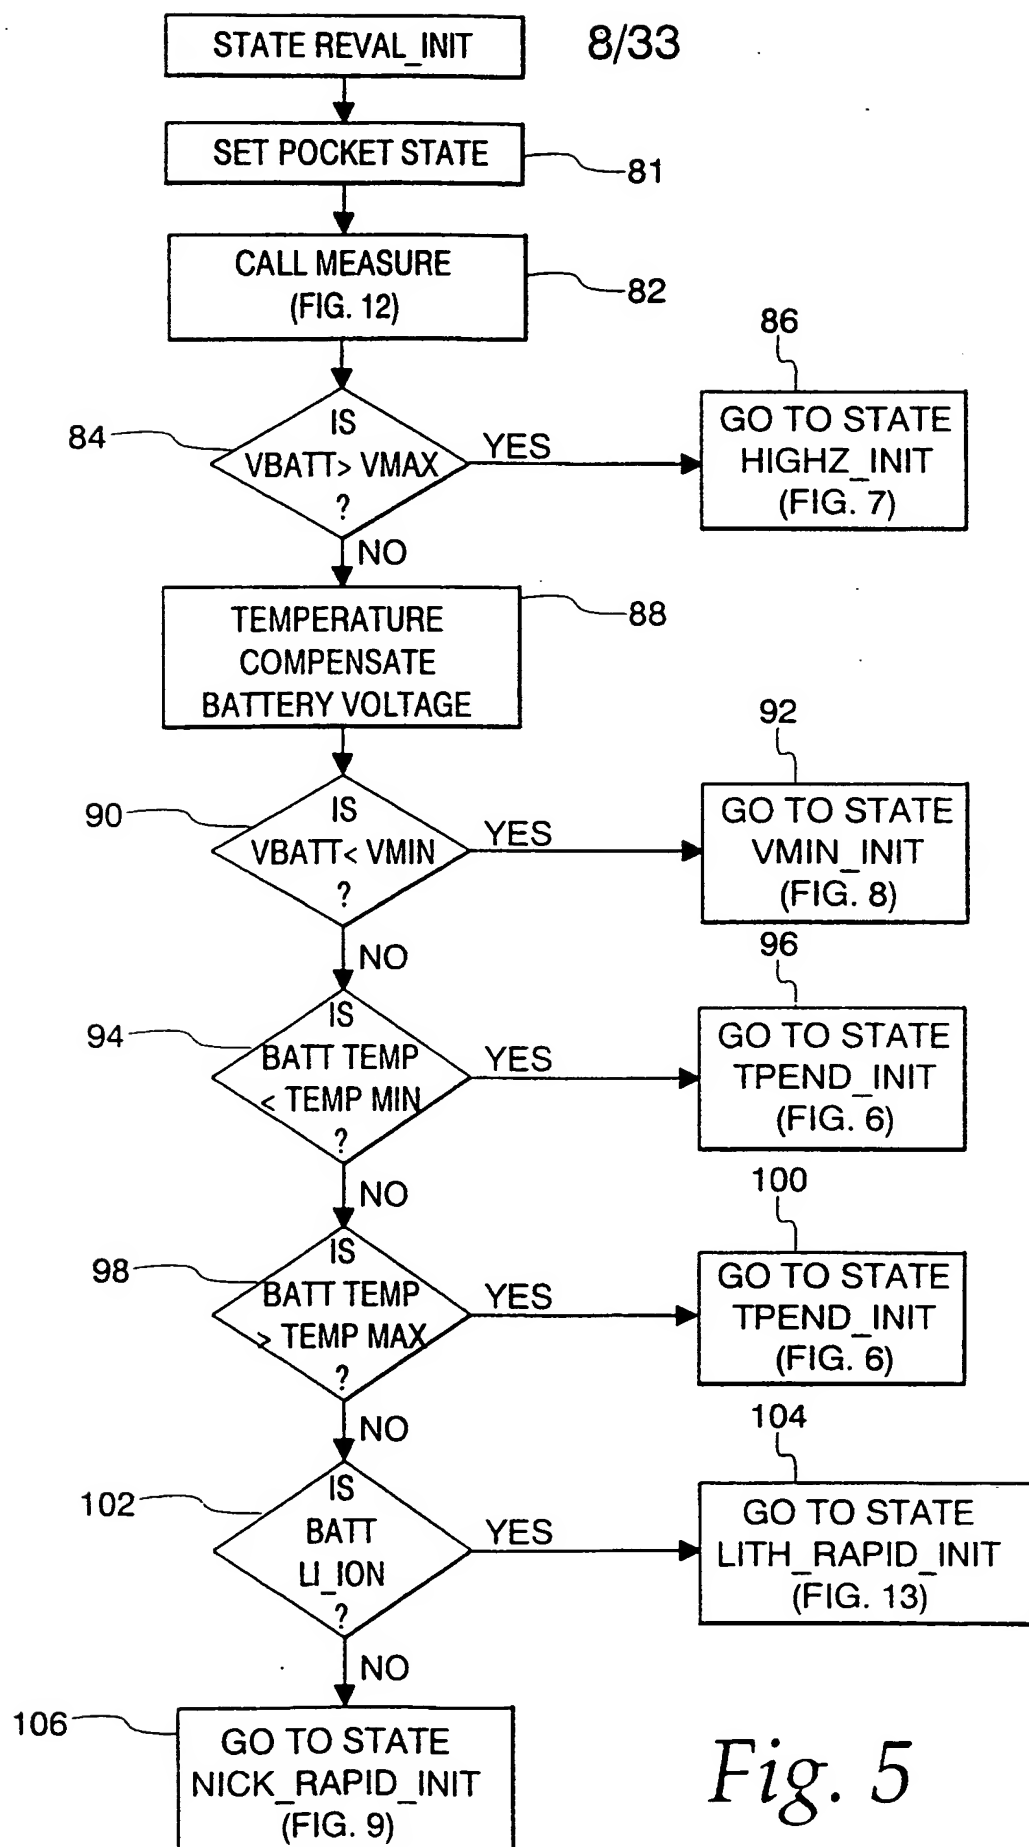 STATE REVAL_INIT
8/33
SET POCKET STATE
81
CALL MEASURE
(FIG. 12)
82
86
84
IS
VBATT> VMAX
?
YES
GO TO STATE
HIGHZ_INIT
(FIG. 7)
NO
88
TEMPERATURE
COMPENSATE
BATTERY VOLTAGE
92
90
IS
VBATT< VMIN
?
YES
GO TO STATE
VMIN_INIT
(FIG. 8)
NO
96
94
IS
BATT TEMP
< TEMP MIN
?
YES
GO TO STATE
TPEND_INIT
(FIG. 6)
NO
100
98
IS
BATT TEMP
> TEMP MAX
?
YES
GO TO STATE
TPEND_INIT
(FIG. 6)
NO
104
102
IS
BATT
LI_ION
?
YES
GO TO STATE
LITH_RAPID_INIT
(FIG. 13)
NO
106
GO TO STATE
NICK_RAPID_INIT
(FIG. 9)
Fig. 5